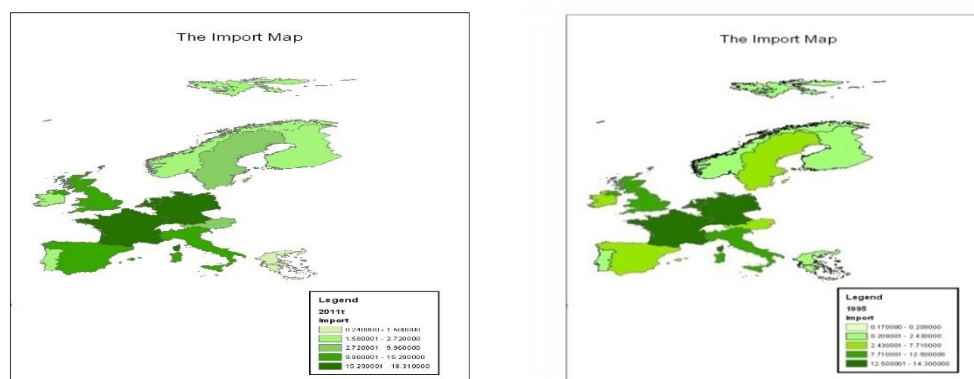 The Import Map
Legend
2011t
Import
0.240000 - 1.580000
1.580001 - 2.720000
2.720001 - 9.960000
9.960001 - 15.290000
15.290001 - 18.310000
The Import Map
Legend
1995
Import
0.170000 - 0.209000
0.209001 - 2.430000
2.430001 - 7.710000
7.710001 - 12.500000
12.500001 - 14.300000